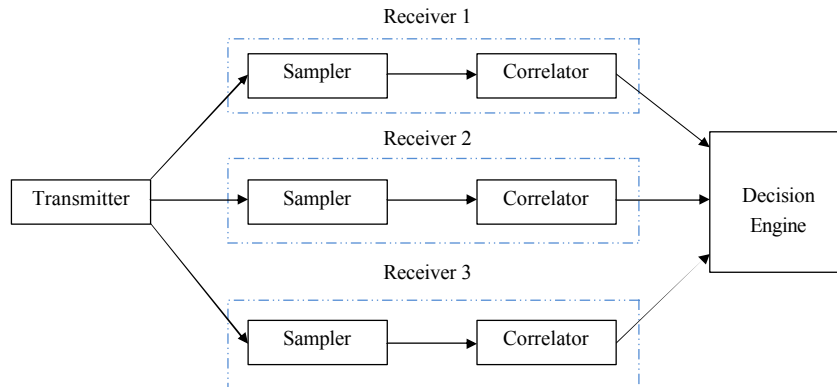 Receiver 1
Sampler
Correlator
Receiver 2
Transmitter
Sampler
Correlator
Decision
Engine
Receiver 3
Sampler
Correlator